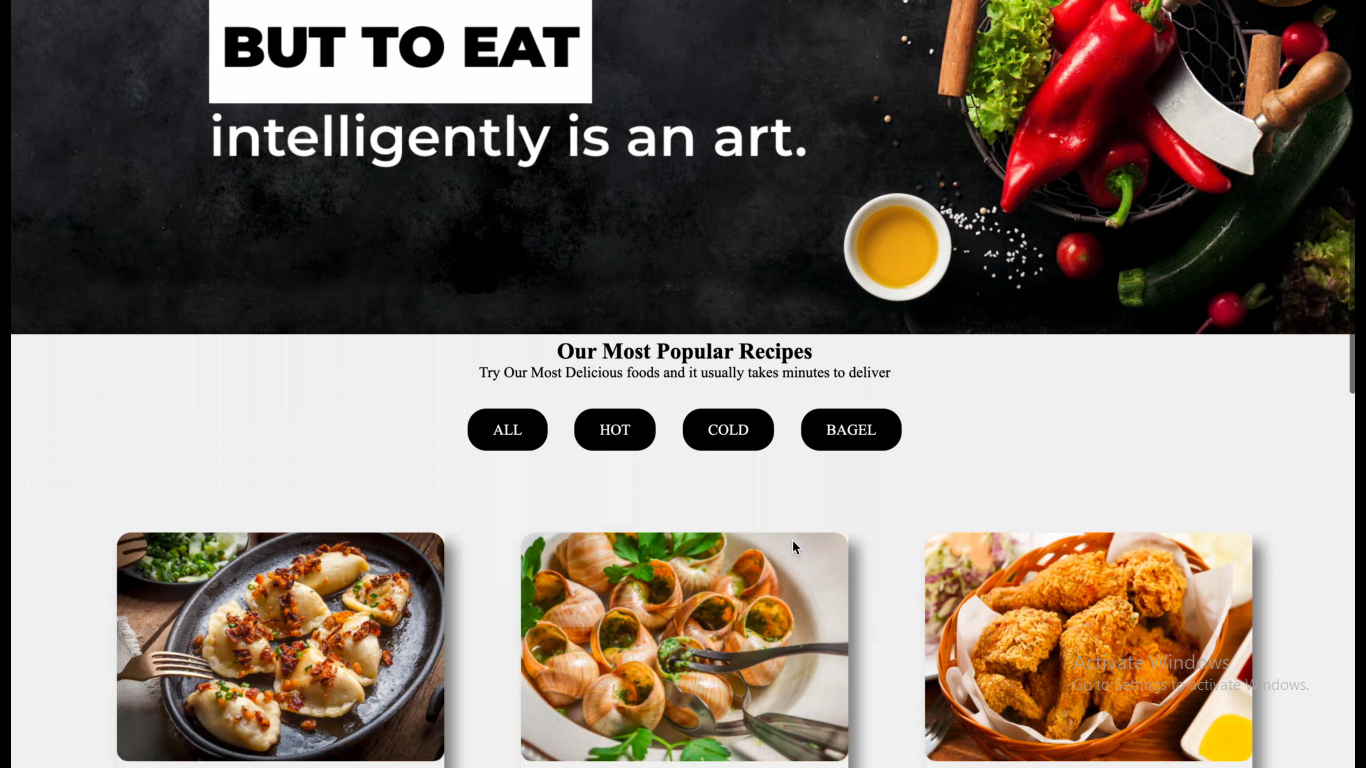 BUT TO EAT
intelligently is an art.
Our Most Popular Recipes
Try Our Most Delicious foods and it usually takes minutes to deliver
ALL
HOT
COLD
BAGEL
Activate Windows
Go to Settings to activate Windows.